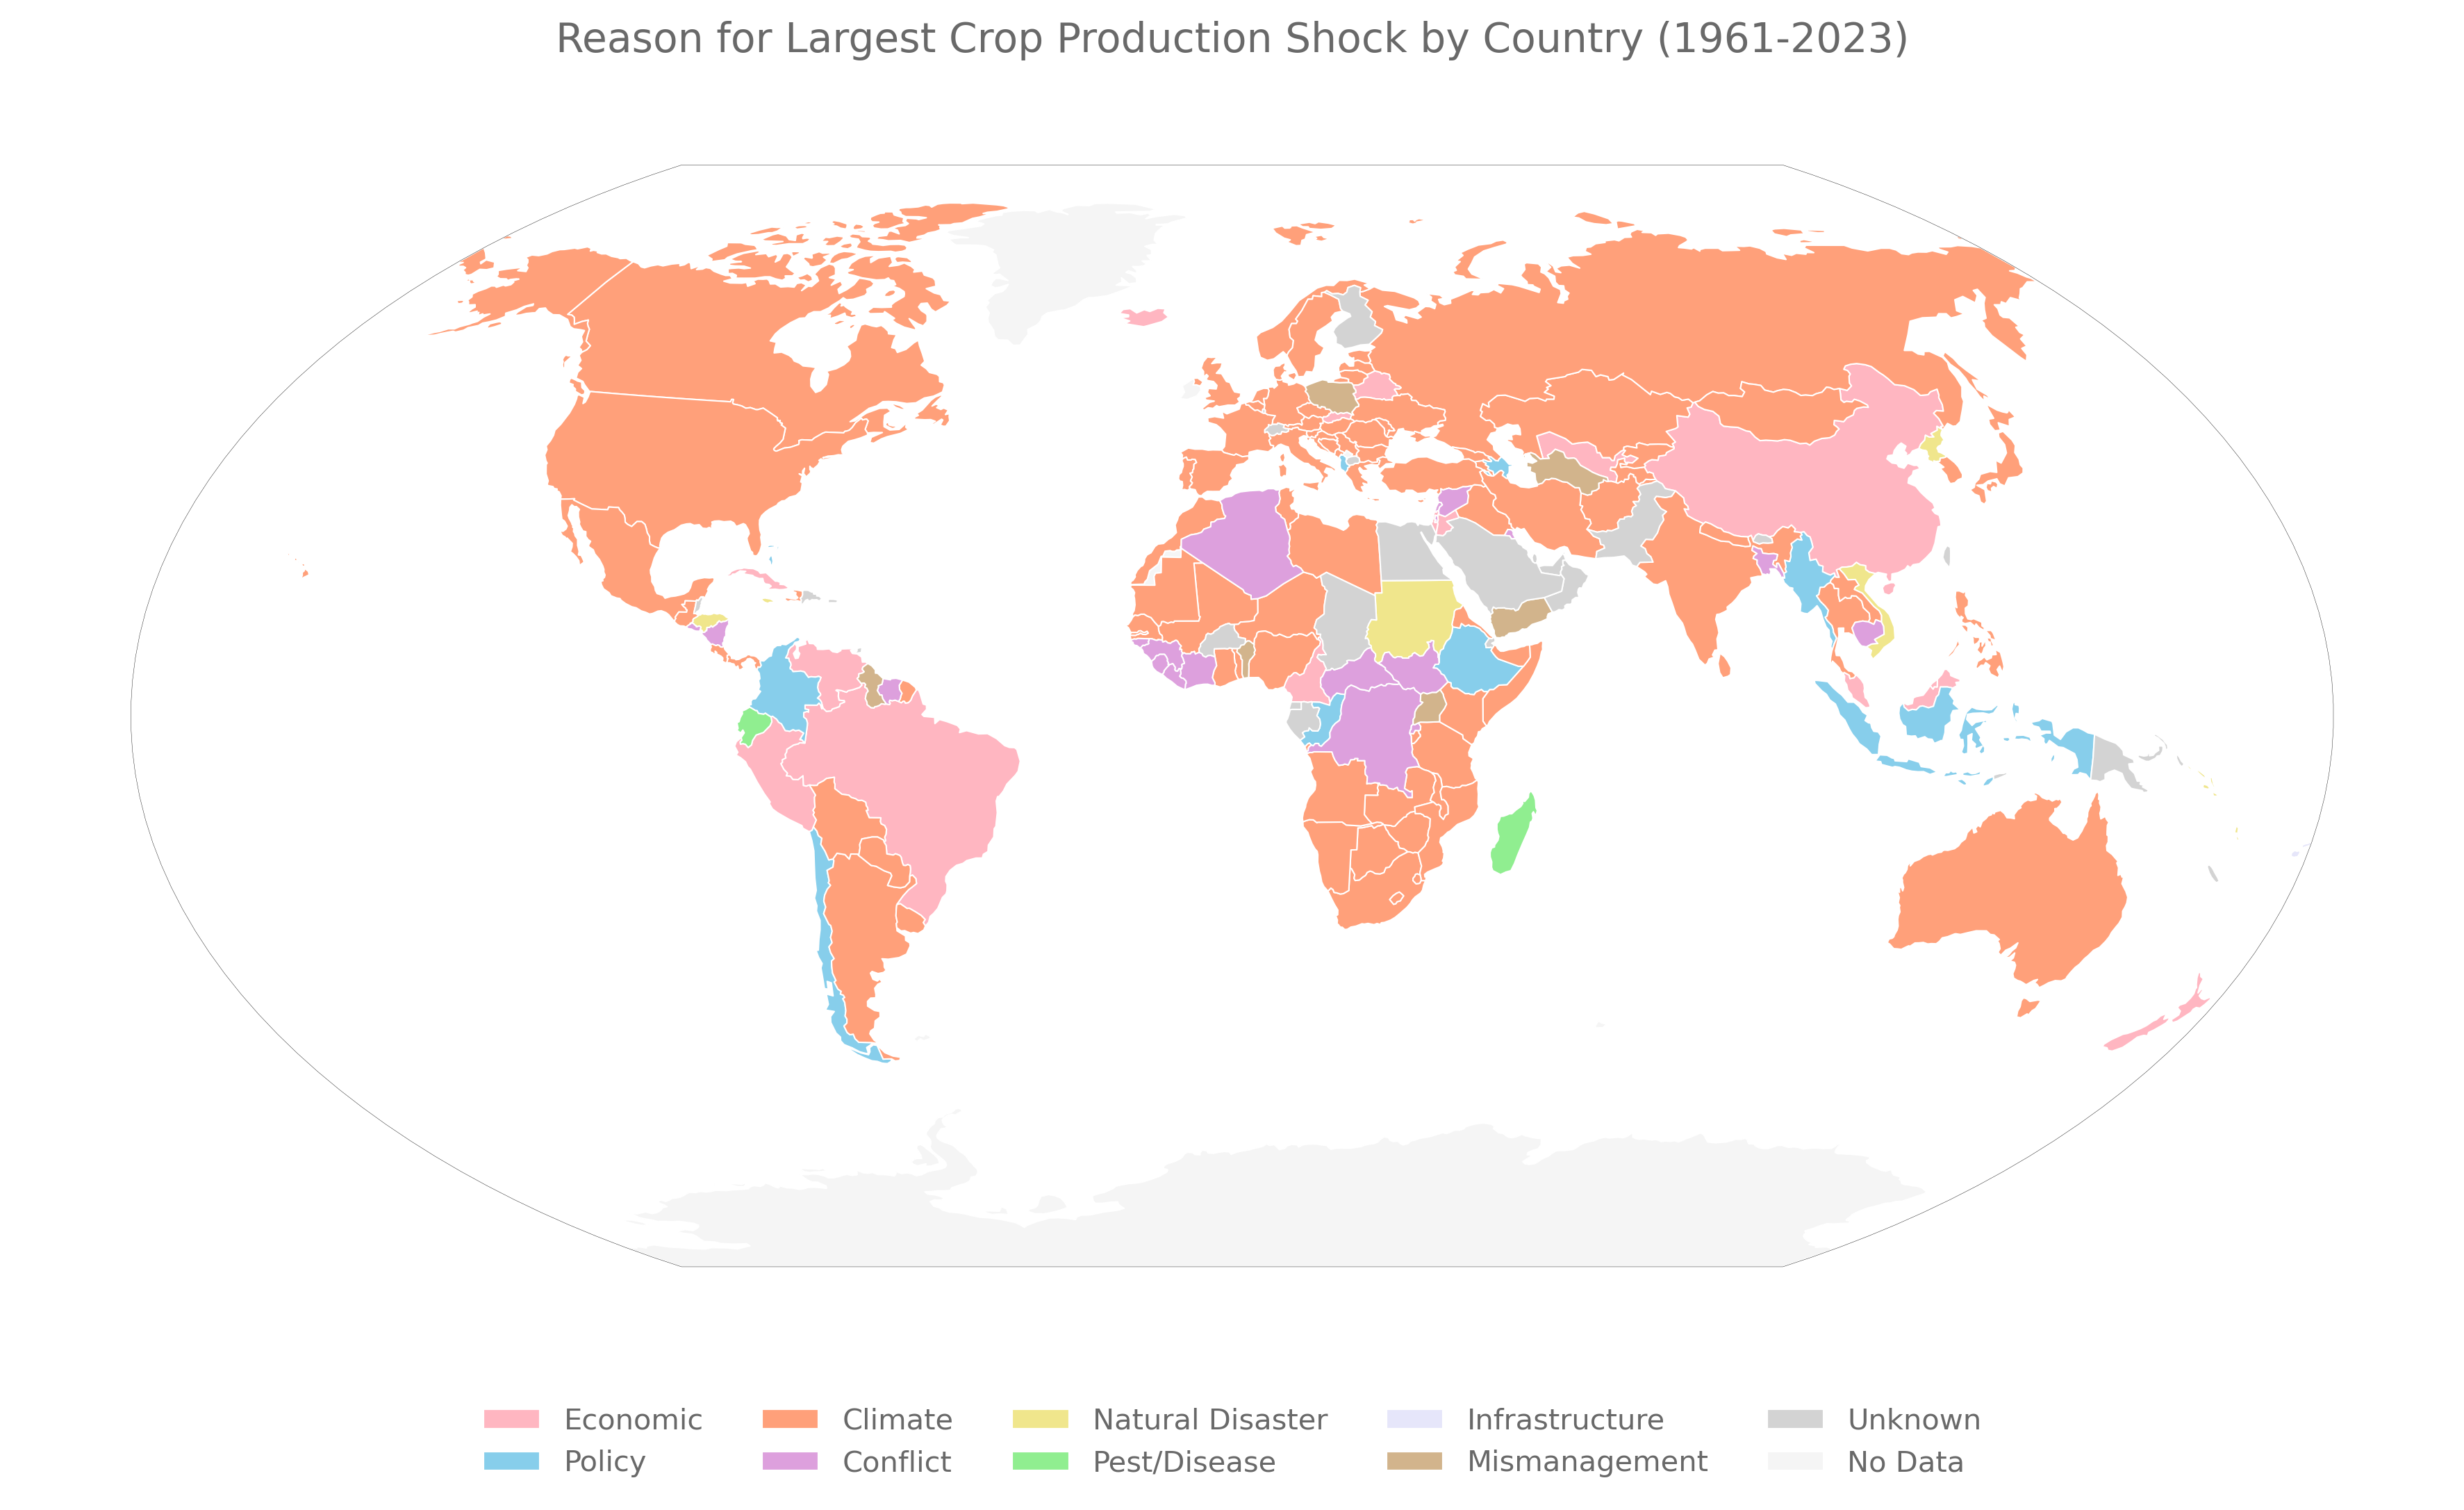 Reason for Largest Crop Production Shock by Country (1961-2023)
Economic
Climate
Natural Disaster
Infrastructure
Unknown
Policy
Conflict
Pest/Disease
Mismanagement
No Data